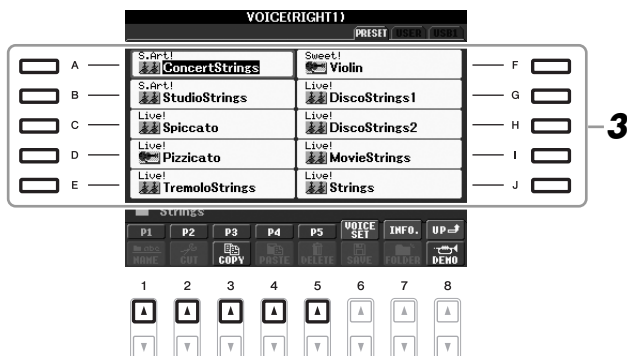 VOICE(RIGHT1)
PRESET USER USB1
A S.Art! ConcertStrings Sweet! Violin F
B S.Art! StudioStrings Live! DiscoStrings1 G
C Live! Spiccato Live! DiscoStrings2 H
D Live! Pizzicato Live! MovieStrings I
E Live! TremoloStrings Live! Strings J
3
Strings
P1 P2 P3 P4 P5 VOICE SET INFO. UP
NAME CUT COPY PASTE DELETE SAVE FOLDER DEMO
1 2 3 4 5 6 7 8